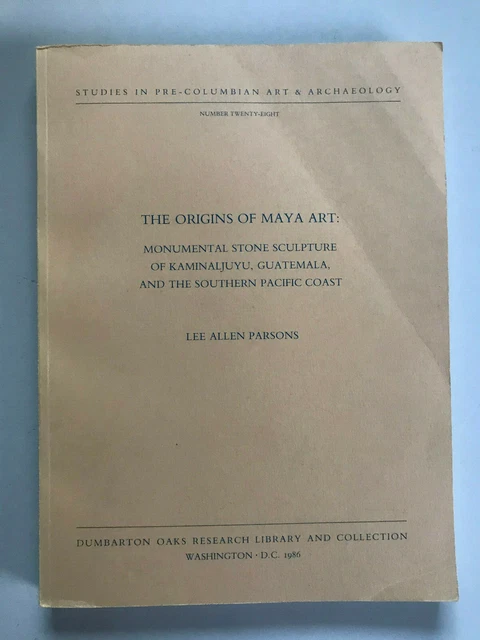 STUDIES IN PRE-COLUMBIAN ART & ARCHAEOLOGY
NUMBER TWENTY-EIGHT
THE ORIGINS OF MAYA ART:
MONUMENTAL STONE SCULPTURE
OF KAMINALJUYU, GUATEMALA,
AND THE SOUTHERN PACIFIC COAST
LEE ALLEN PARSONS
DUMBARTON OAKS RESEARCH LIBRARY AND COLLECTION
WASHINGTON · D.C. 1986